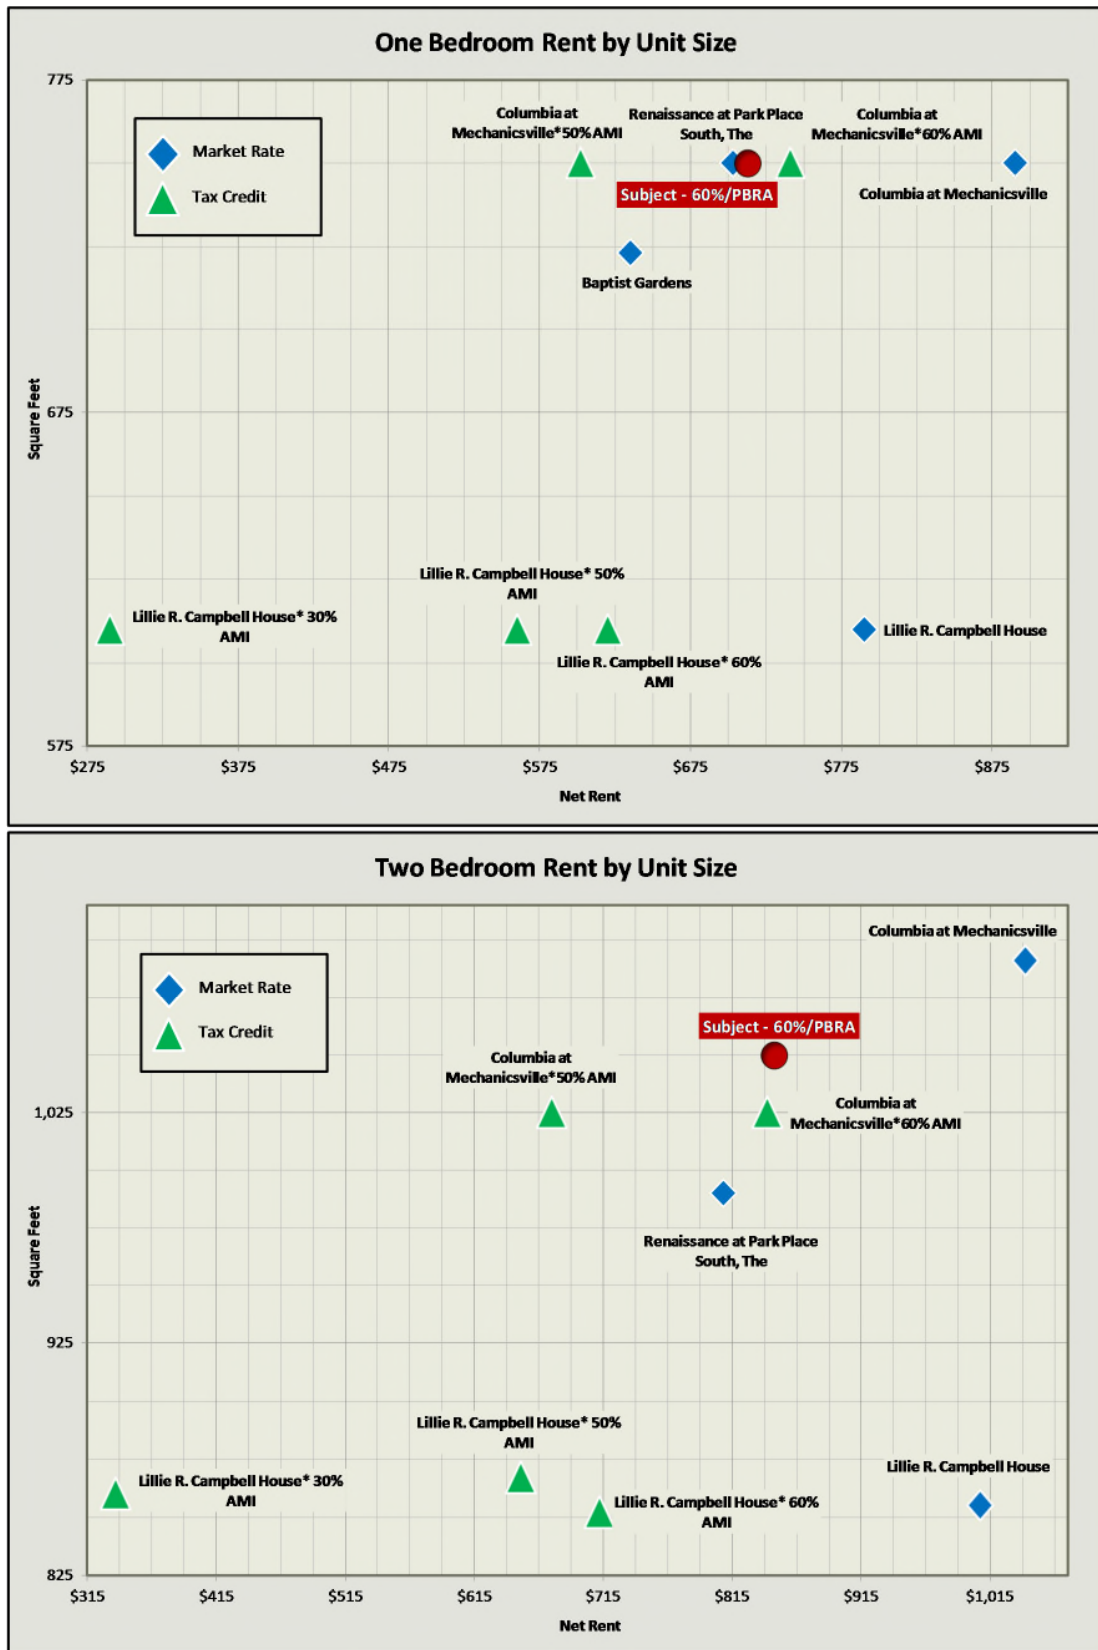 One Bedroom Rent by Unit Size
775
Market Rate
Tax Credit
Columbia at
Mechanicsville*50% AMI
Renaissance at Park Place
South, The
Columbia at
Mechanicsville*60% AMI
Subject - 60%/PBRA
Columbia at Mechanicsville
Baptist Gardens
Square Feet
675
Lillie R. Campbell House* 50%
AMI
Lillie R. Campbell House* 30%
AMI
Lillie R. Campbell House
Lillie R. Campbell House* 60%
AMI
575
$275
$375
$475
$575
$675
$775
$875
Net Rent
Two Bedroom Rent by Unit Size
Columbia at Mechanicsville
Market Rate
Tax Credit
Subject - 60%/PBRA
Columbia at
Mechanicsville*50% AMI
1,025
Columbia at
Mechanicsville*60% AMI
Renaissance at Park Place
South, The
Square Feet
925
Lillie R. Campbell House* 50%
AMI
Lillie R. Campbell House
Lillie R. Campbell House* 30%
AMI
Lillie R. Campbell House* 60%
AMI
825
$315
$415
$515
$615
$715
$815
$915
$1,015
Net Rent